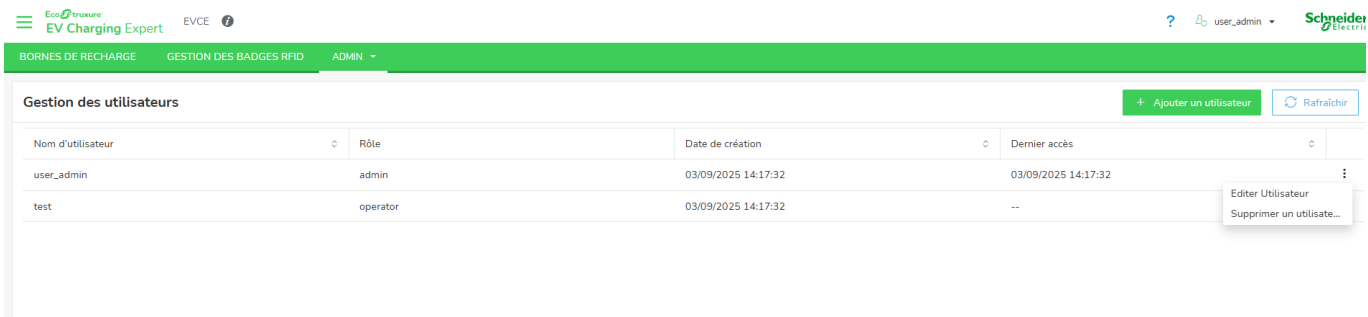 EcoStruxure
EV Charging Expert
EVCE
? user_admin
Schneider Electric
BORNES DE RECHARGE GESTION DES BADGES RFID ADMIN
Gestion des utilisateurs
+ Ajouter un utilisateur
Rafraîchir
Nom d'utilisateur Rôle Date de création Dernier accès
user_admin admin 03/09/2025 14:17:32 03/09/2025 14:17:32
Editer Utilisateur
test operator 03/09/2025 14:17:32 --
Supprimer un utilisate...